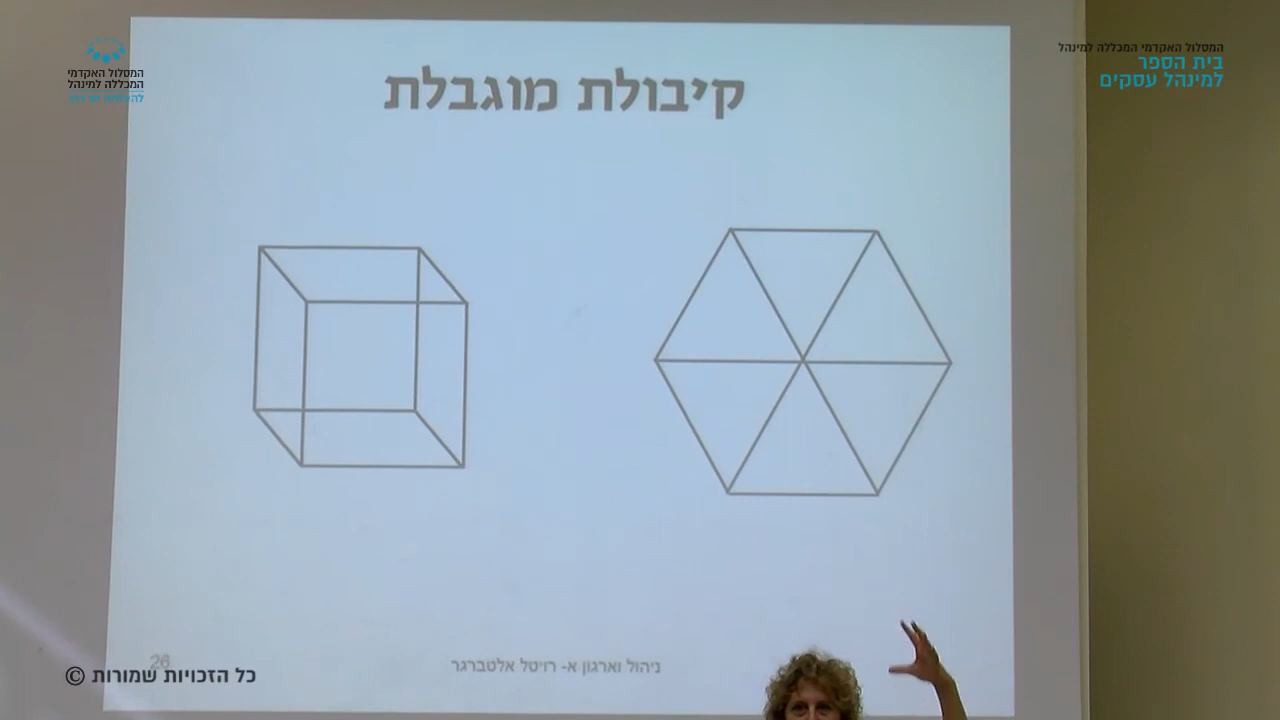 המסלול האקדמי המכללה למינהל
בית הספר
למינהל עסקים
המסלול האקדמי
המכללה למינהל
קיבולת מוגבלת
ניהול וארגון א- רויטל אלטברגר
26
כל הזכויות שמורות ©